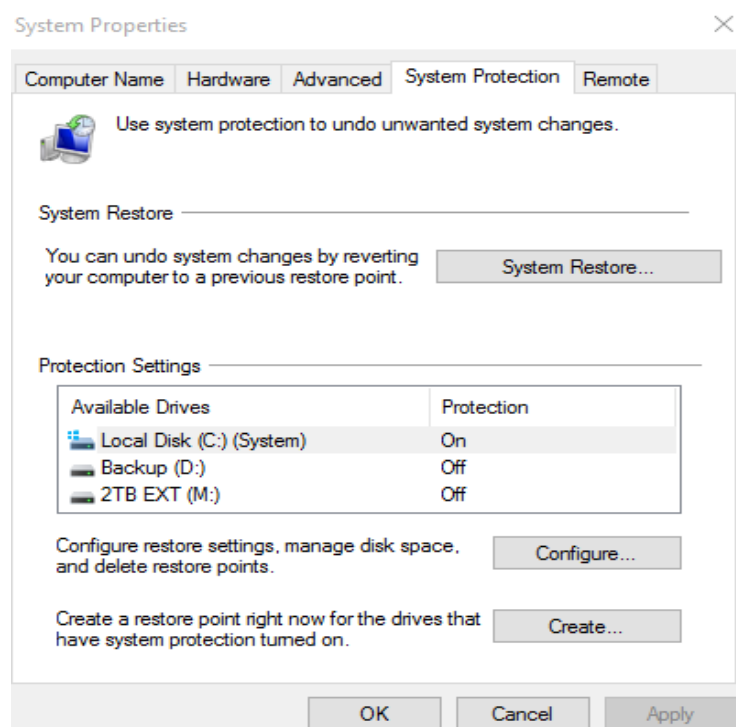 System Properties
Computer Name Hardware Advanced System Protection Remote
Use system protection to undo unwanted system changes.
System Restore
You can undo system changes by reverting
your computer to a previous restore point.
System Restore...
Protection Settings
Available Drives Protection
Local Disk (C:) (System) On
Backup (D:) Off
2TB EXT (M:) Off
Configure restore settings, manage disk space,
and delete restore points.
Configure...
Create a restore point right now for the drives that
have system protection turned on.
Create...
OK Cancel Apply